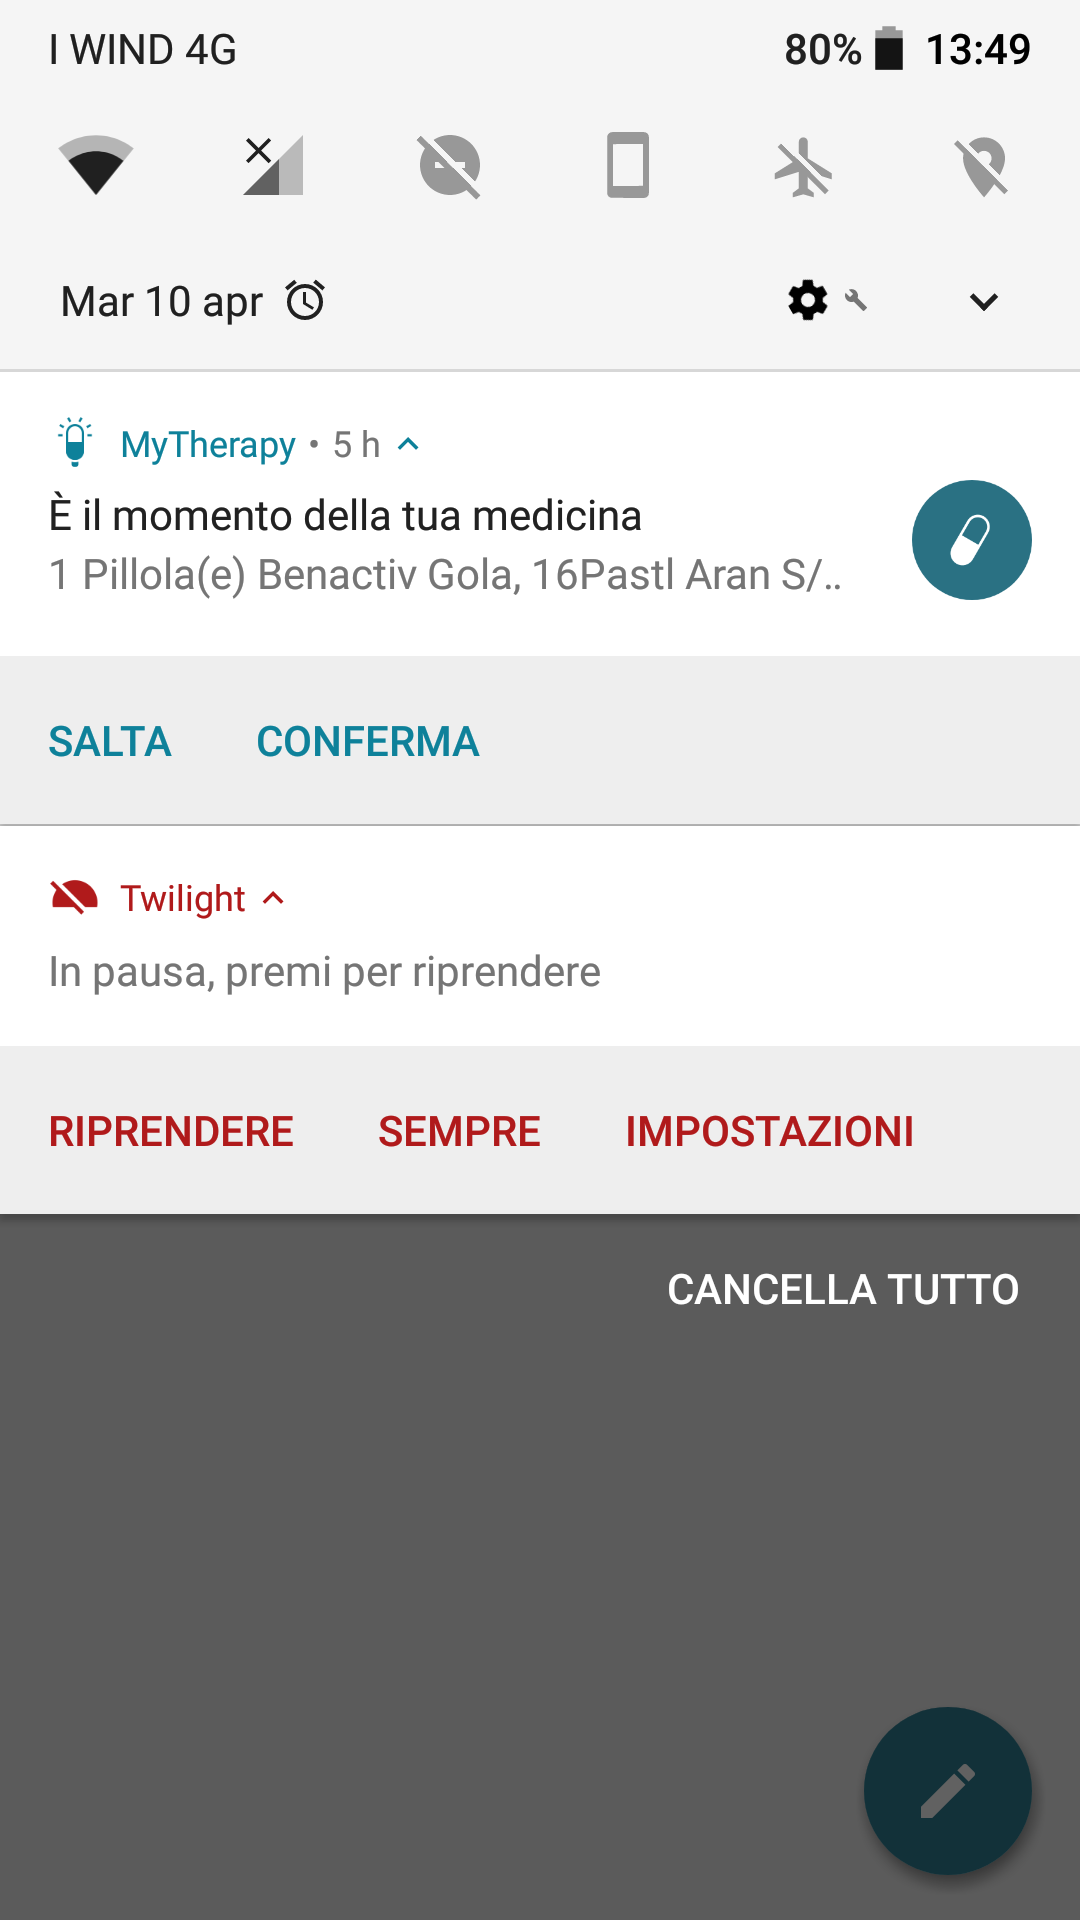 I WIND 4G 80% 13:49
Mar 10 apr
MyTherapy • 5 h
È il momento della tua medicina
1 Pillola(e) Benactiv Gola, 16Pastl Aran S/..
SALTA CONFERMA
Twilight
In pausa, premi per riprendere
RIPRENDERE SEMPRE IMPOSTAZIONI
CANCELLA TUTTO